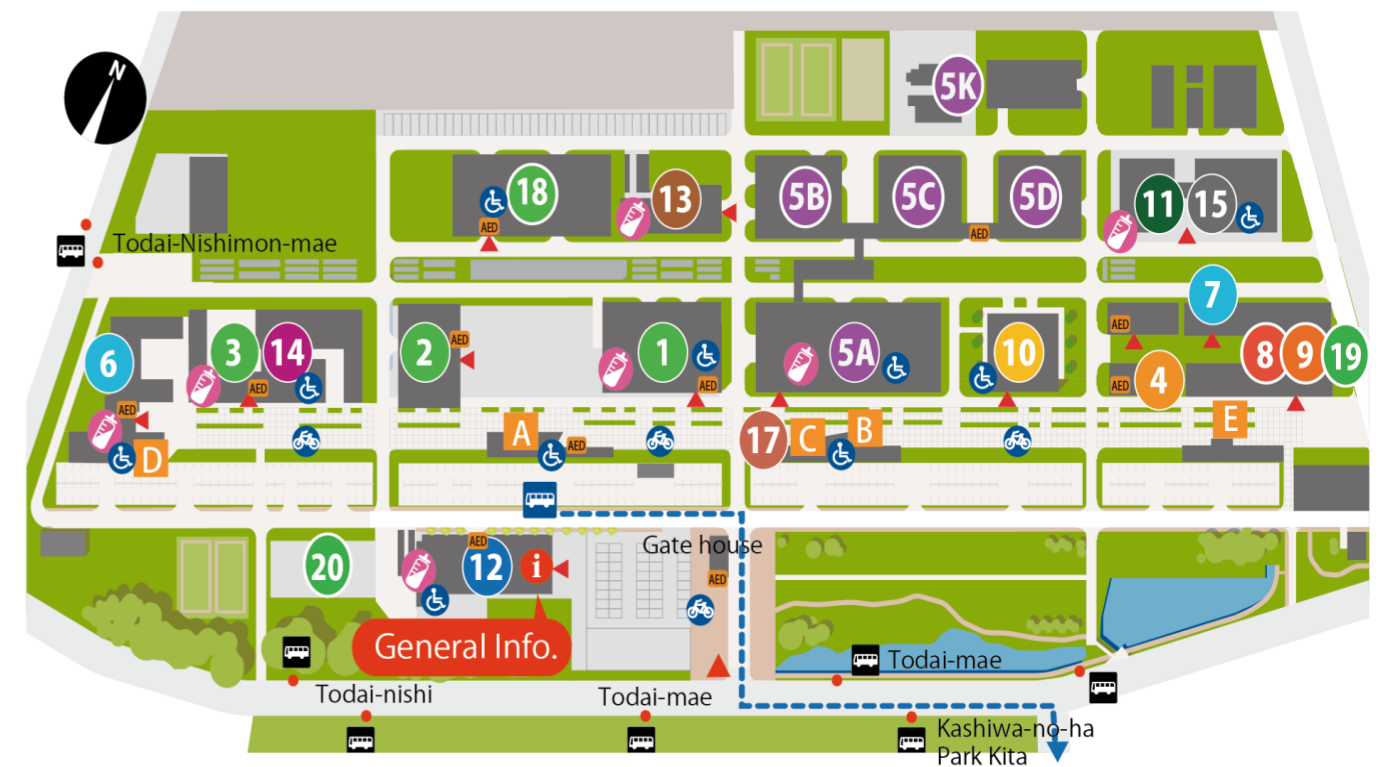 N
5K
18
AED
13
5B
5C
5D
AED
11
15
Todai-Nishimon-mae
7
6
3
14
AED
2
AED
1
AED
5A
10
AED
AED
4
8
9
19
AED
D
A
AED
17
C
B
E
Gate house
20
AED
12
i
AED
General Info.
Todai-nishi
Todai-mae
Todai-mae
Kashiwa-no-ha
Park Kita